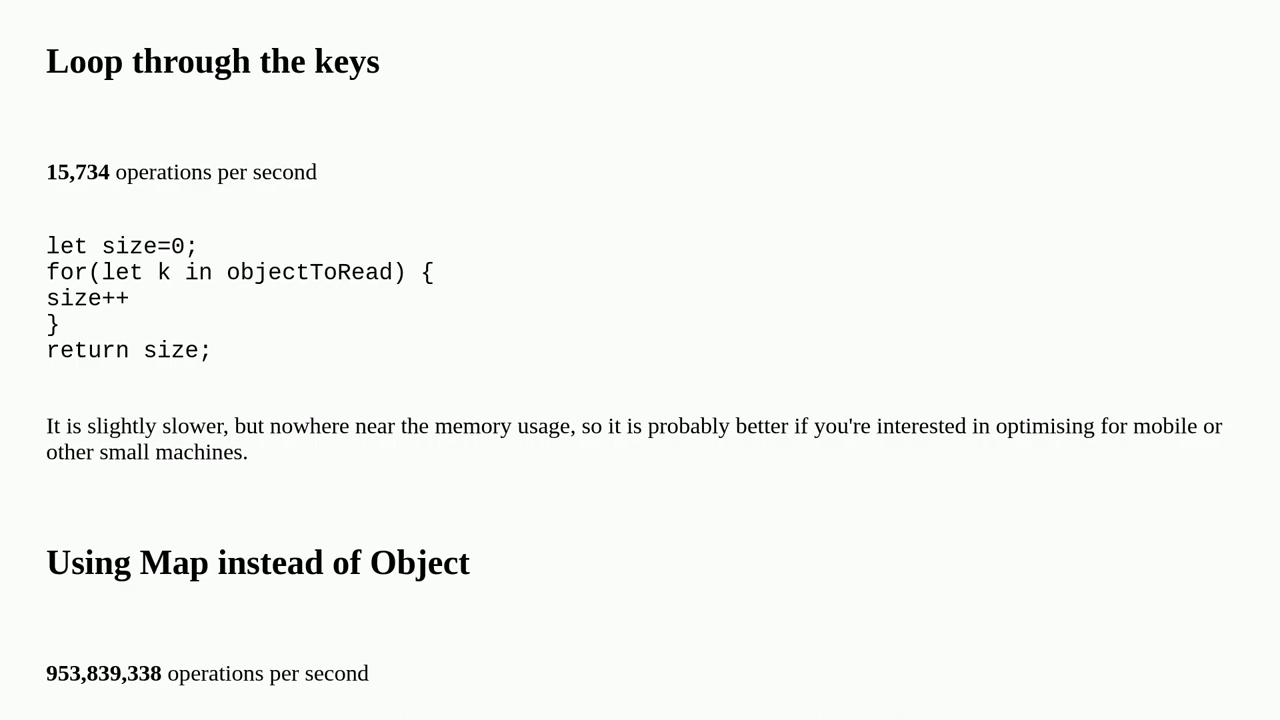 Loop through the keys
15,734 operations per second
let size=0;
for(let k in objectToRead) {
size++
}
return size;
It is slightly slower, but nowhere near the memory usage, so it is probably better if you're interested in optimising for mobile or
other small machines.
Using Map instead of Object
953,839,338 operations per second